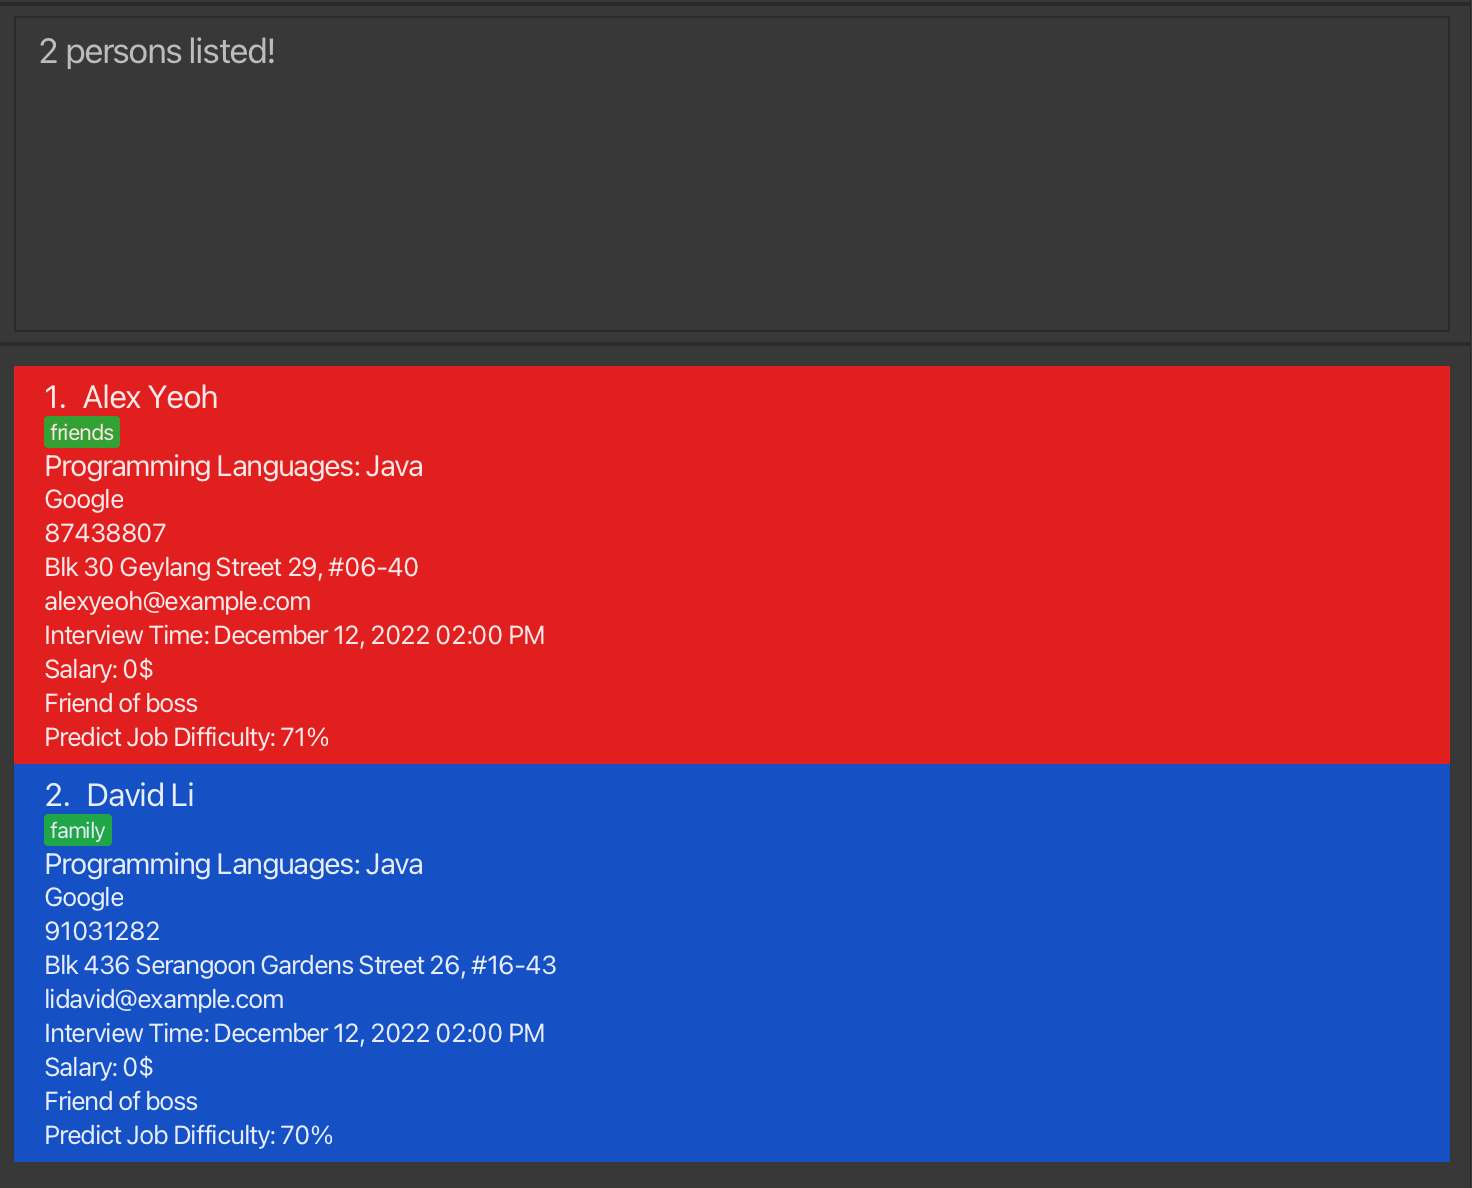 2 persons listed!
1. Alex Yeoh
friends
Programming Languages: Java
Google
87438807
Blk 30 Geylang Street 29, #06-40
alexyeoh@example.com
Interview Time: December 12, 2022 02:00 PM
Salary: 0$
Friend of boss
Predict Job Difficulty: 71%
2. David Li
family
Programming Languages: Java
Google
91031282
Blk 436 Serangoon Gardens Street 26, #16-43
lidavid@example.com
Interview Time: December 12, 2022 02:00 PM
Salary: 0$
Friend of boss
Predict Job Difficulty: 70%